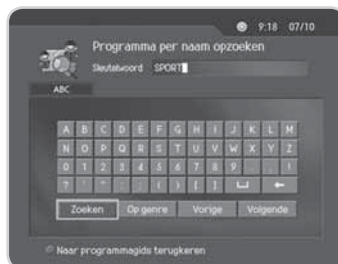 9:18 07/10
Programma per naam opzoeken
Sleutelwoord SPORT
ABC
A B C D E F G H I J K L M
N O P Q R S T U V W X Y Z
0 1 2 3 4 5 6 7 8 9 . , !
? ' " : ; ( ) [ ]
Zoeken Op genre Vorige Volgende
Naar programmagids terugkeren